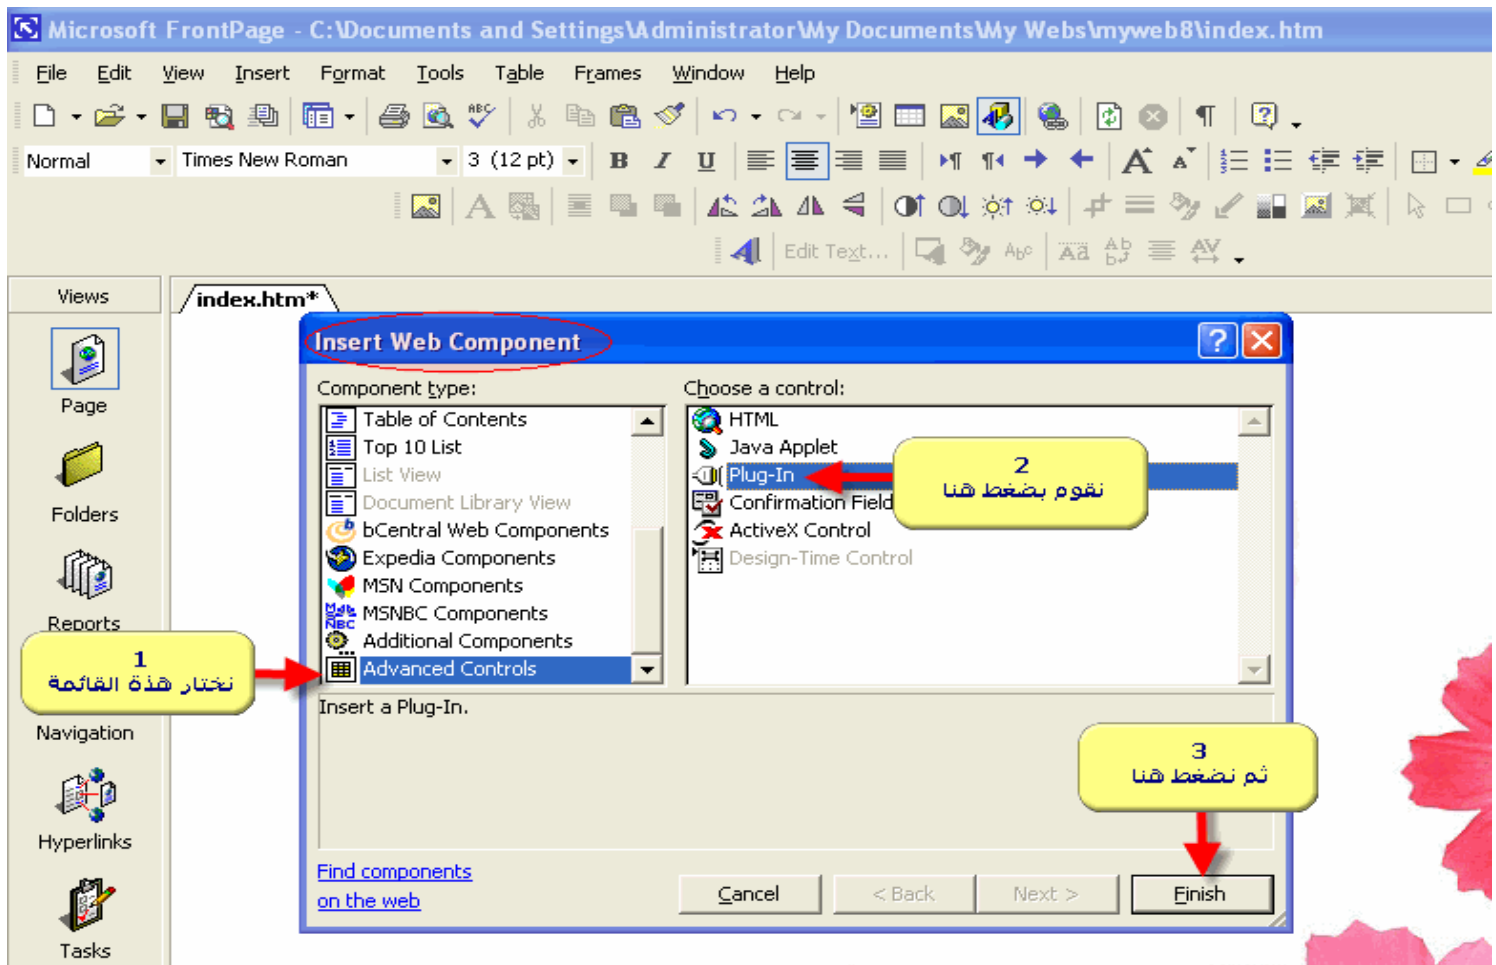 Microsoft FrontPage - C:\Documents and Settings\Administrator\My Documents\My Webs\myweb8\index.htm
File Edit View Insert Format Tools Table Frames Window Help
Normal Times New Roman 3 (12 pt) B I U
Edit Text...
Views
index.htm*
Page
Folders
Reports
Navigation
Hyperlinks
Tasks
Insert Web Component
Component type:
Table of Contents
Top 10 List
List View
Document Library View
bCentral Web Components
Expedia Components
MSN Components
MSNBC Components
Additional Components
Advanced Controls
Choose a control:
HTML
Java Applet
Plug-In
Confirmation Field
ActiveX Control
Design-Time Control
1
نختار هذة القائمة
2
نقوم بضغط هنا
3
ثم نضغط هنا
Insert a Plug-In.
Find components
on the web
Cancel < Back Next > Finish